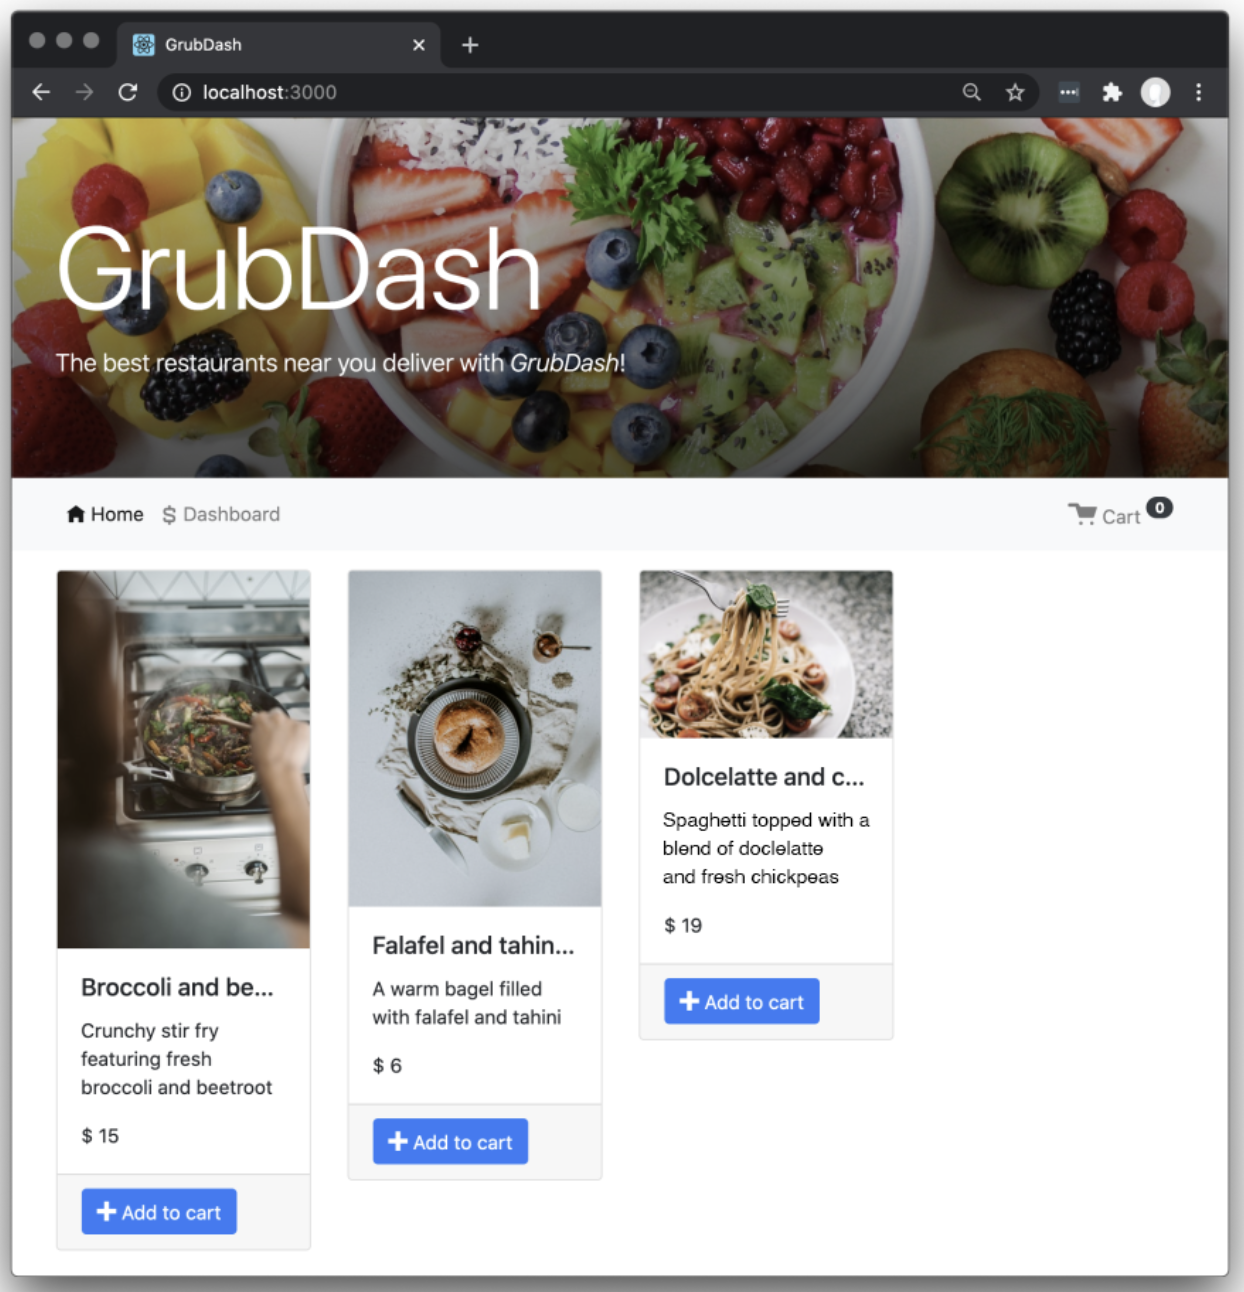 GrubDash
localhost:3000
GrubDash
The best restaurants near you deliver with GrubDash!
Home
$ Dashboard
Cart 0
Broccoli and be...
Crunchy stir fry
featuring fresh
broccoli and beetroot
$ 15
Add to cart
Falafel and tahin...
A warm bagel filled
with falafel and tahini
$ 6
Add to cart
Dolcelatte and c...
Spaghetti topped with a
blend of doclelatte
and fresh chickpeas
$ 19
Add to cart